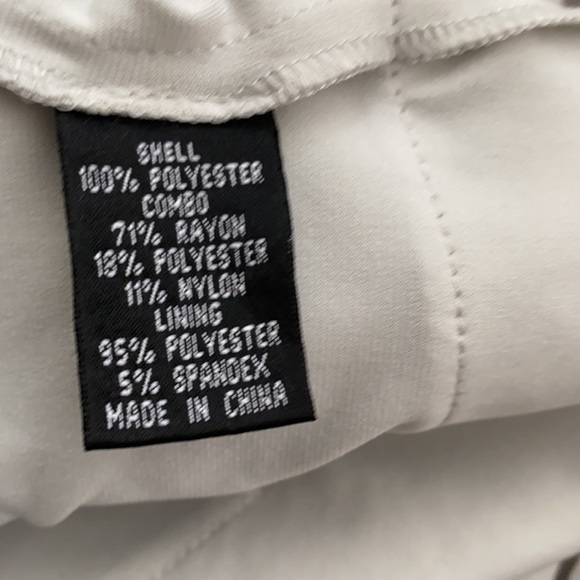 SHELL
100% POLYESTER
COMBO
71% RAYON
18% POLYESTER
11% NYLON
LINING
95% POLYESTER
5% SPANDEX
MADE IN CHINA